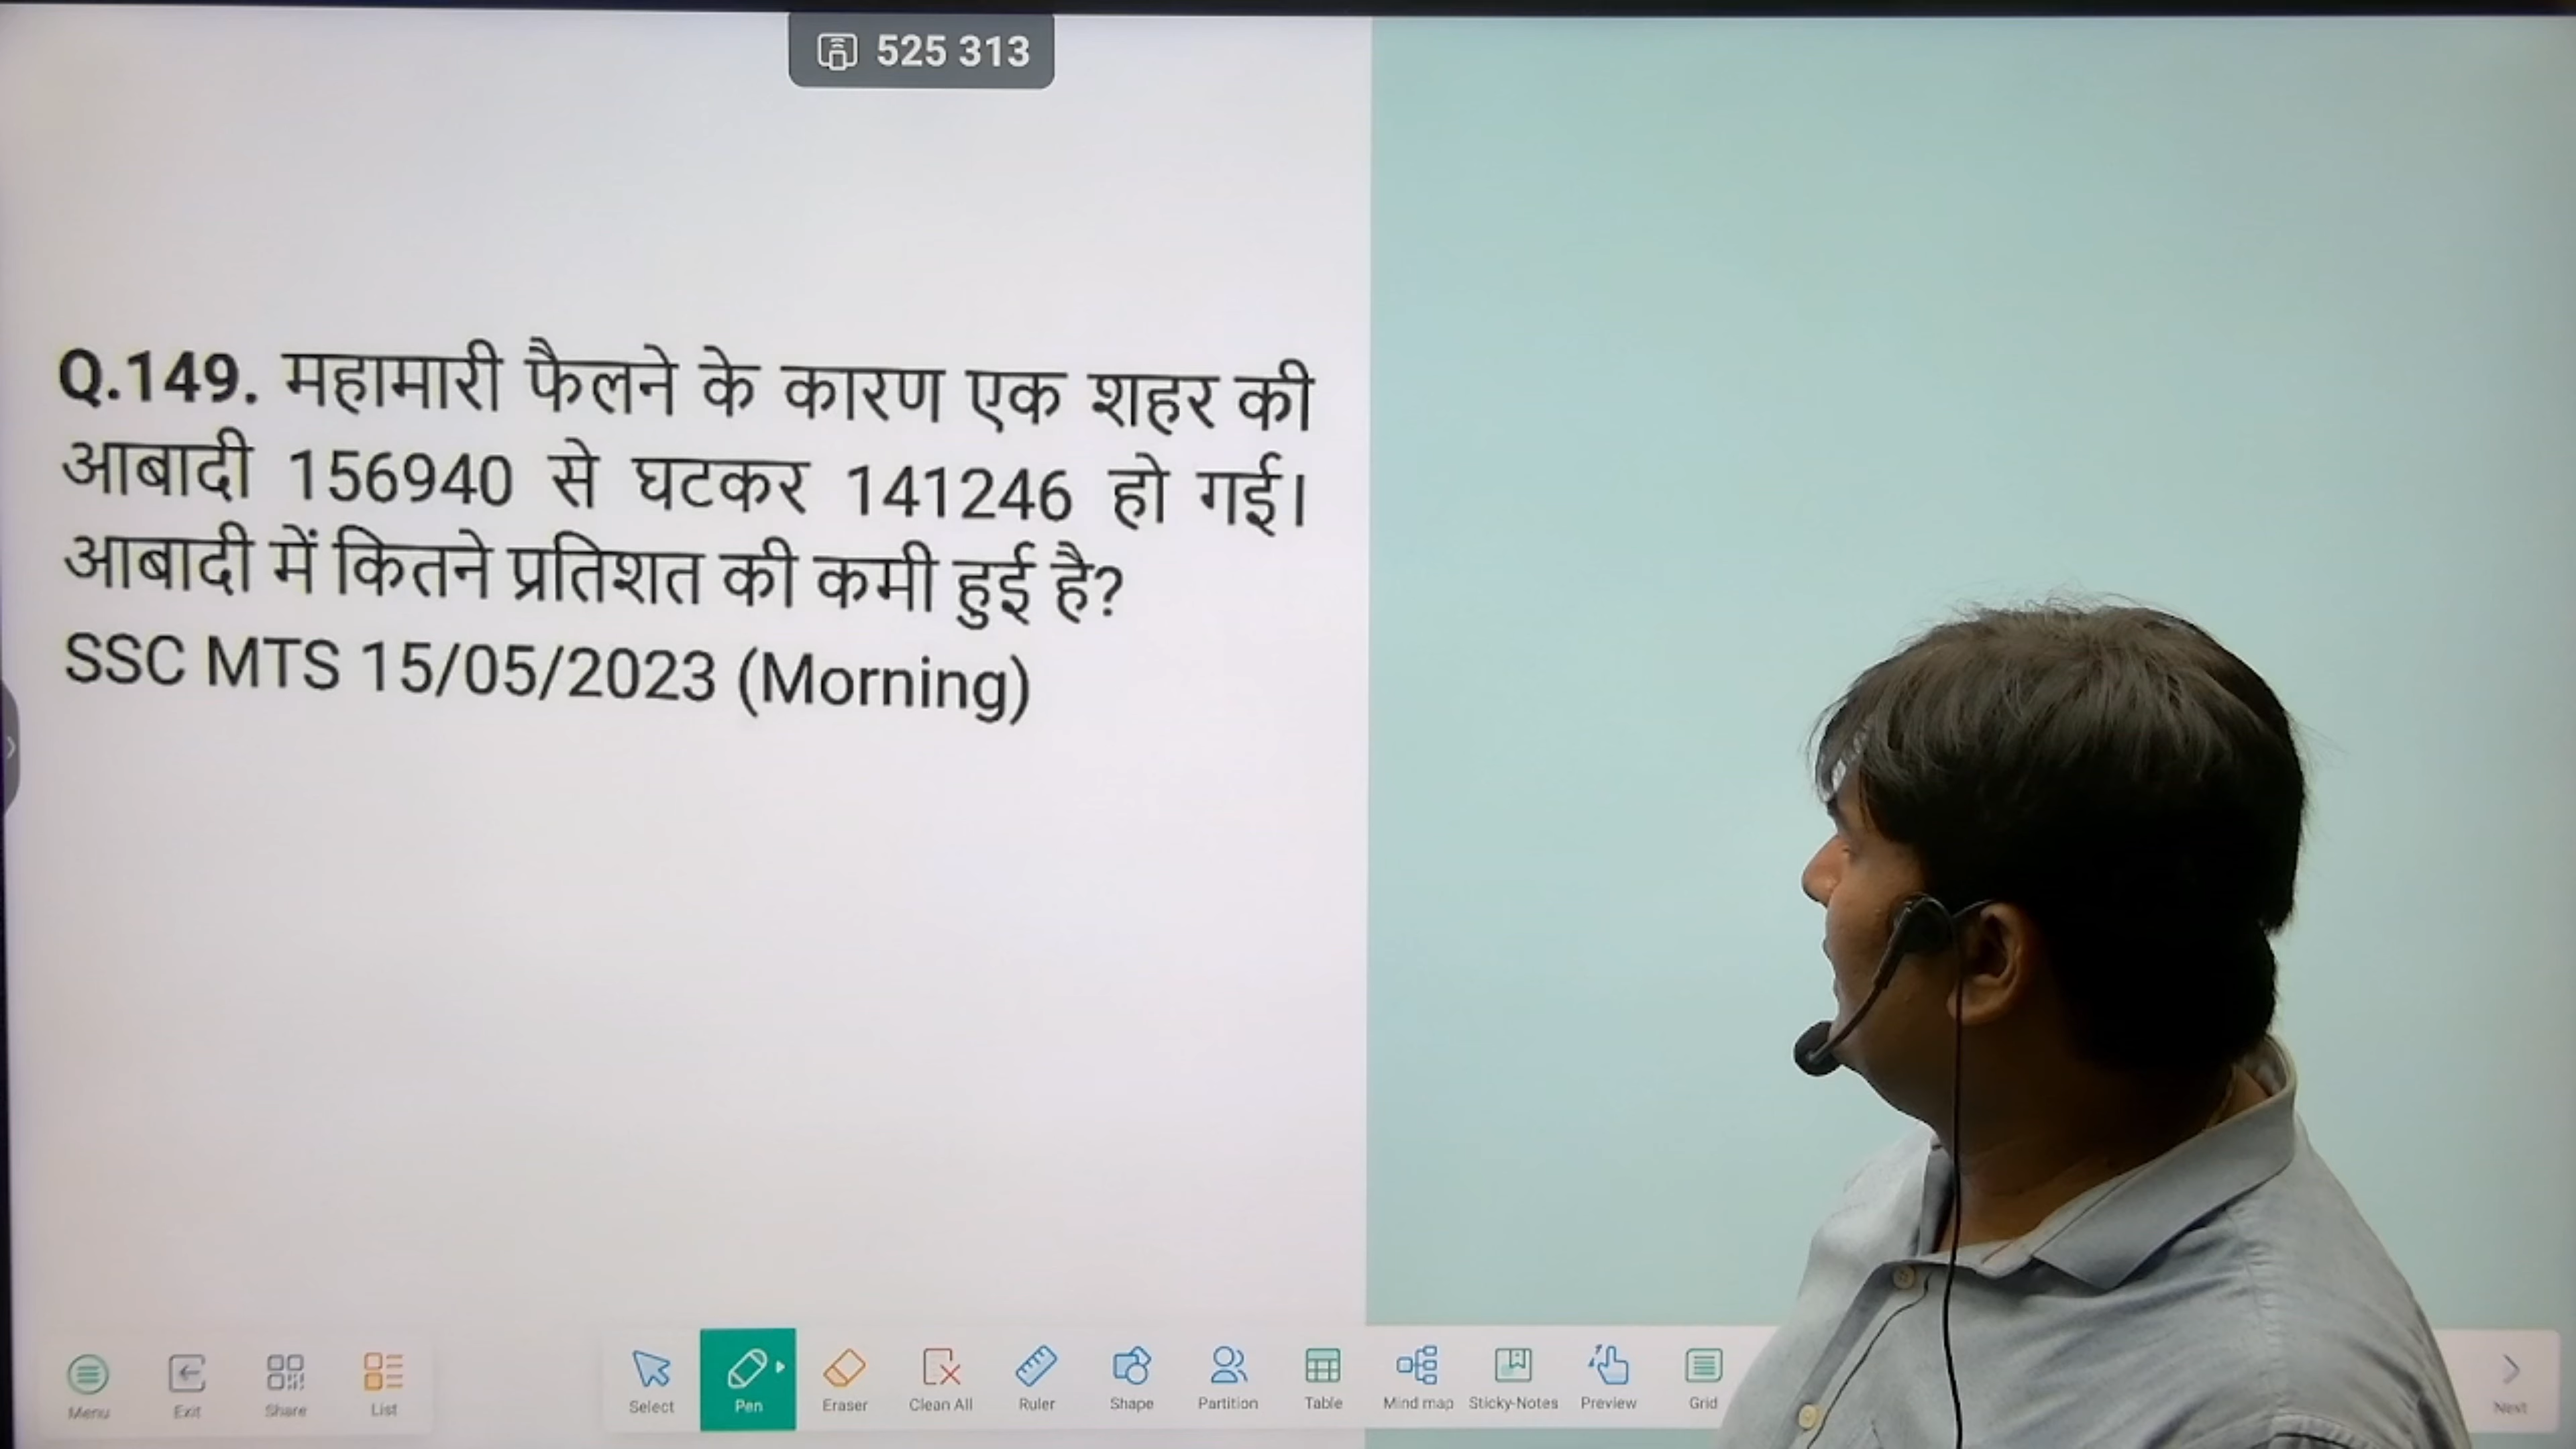 525 313
Q.149. महामारी फैलने के कारण एक शहर की
आबादी 156940 से घटकर 141246 हो गई।
आबादी में कितने प्रतिशत की कमी हुई है?
SSC MTS 15/05/2023 (Morning)
Menu Exit Share List Select Pen Eraser Clean All Ruler Shape Partition Table Mind map Sticky-Notes Preview Grid Next